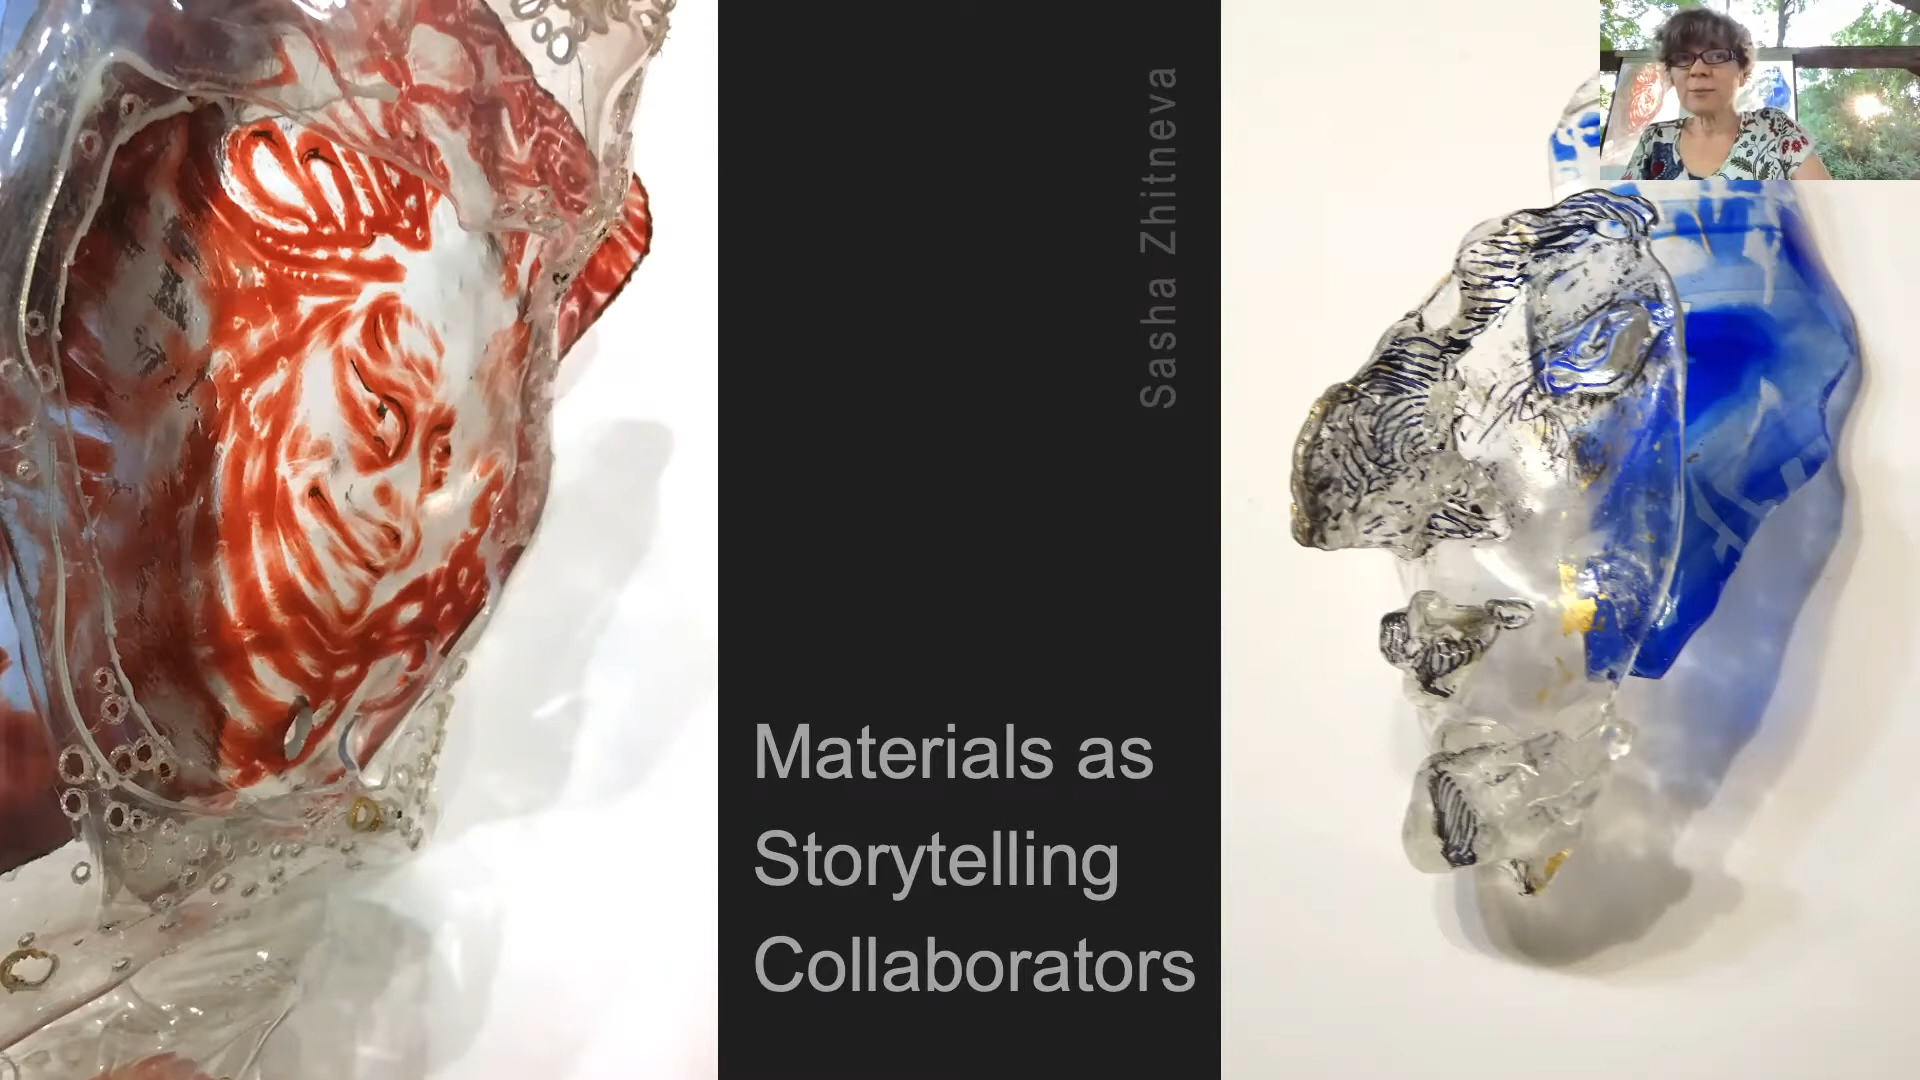 Sasha Zhitneva
Materials as
Storytelling
Collaborators